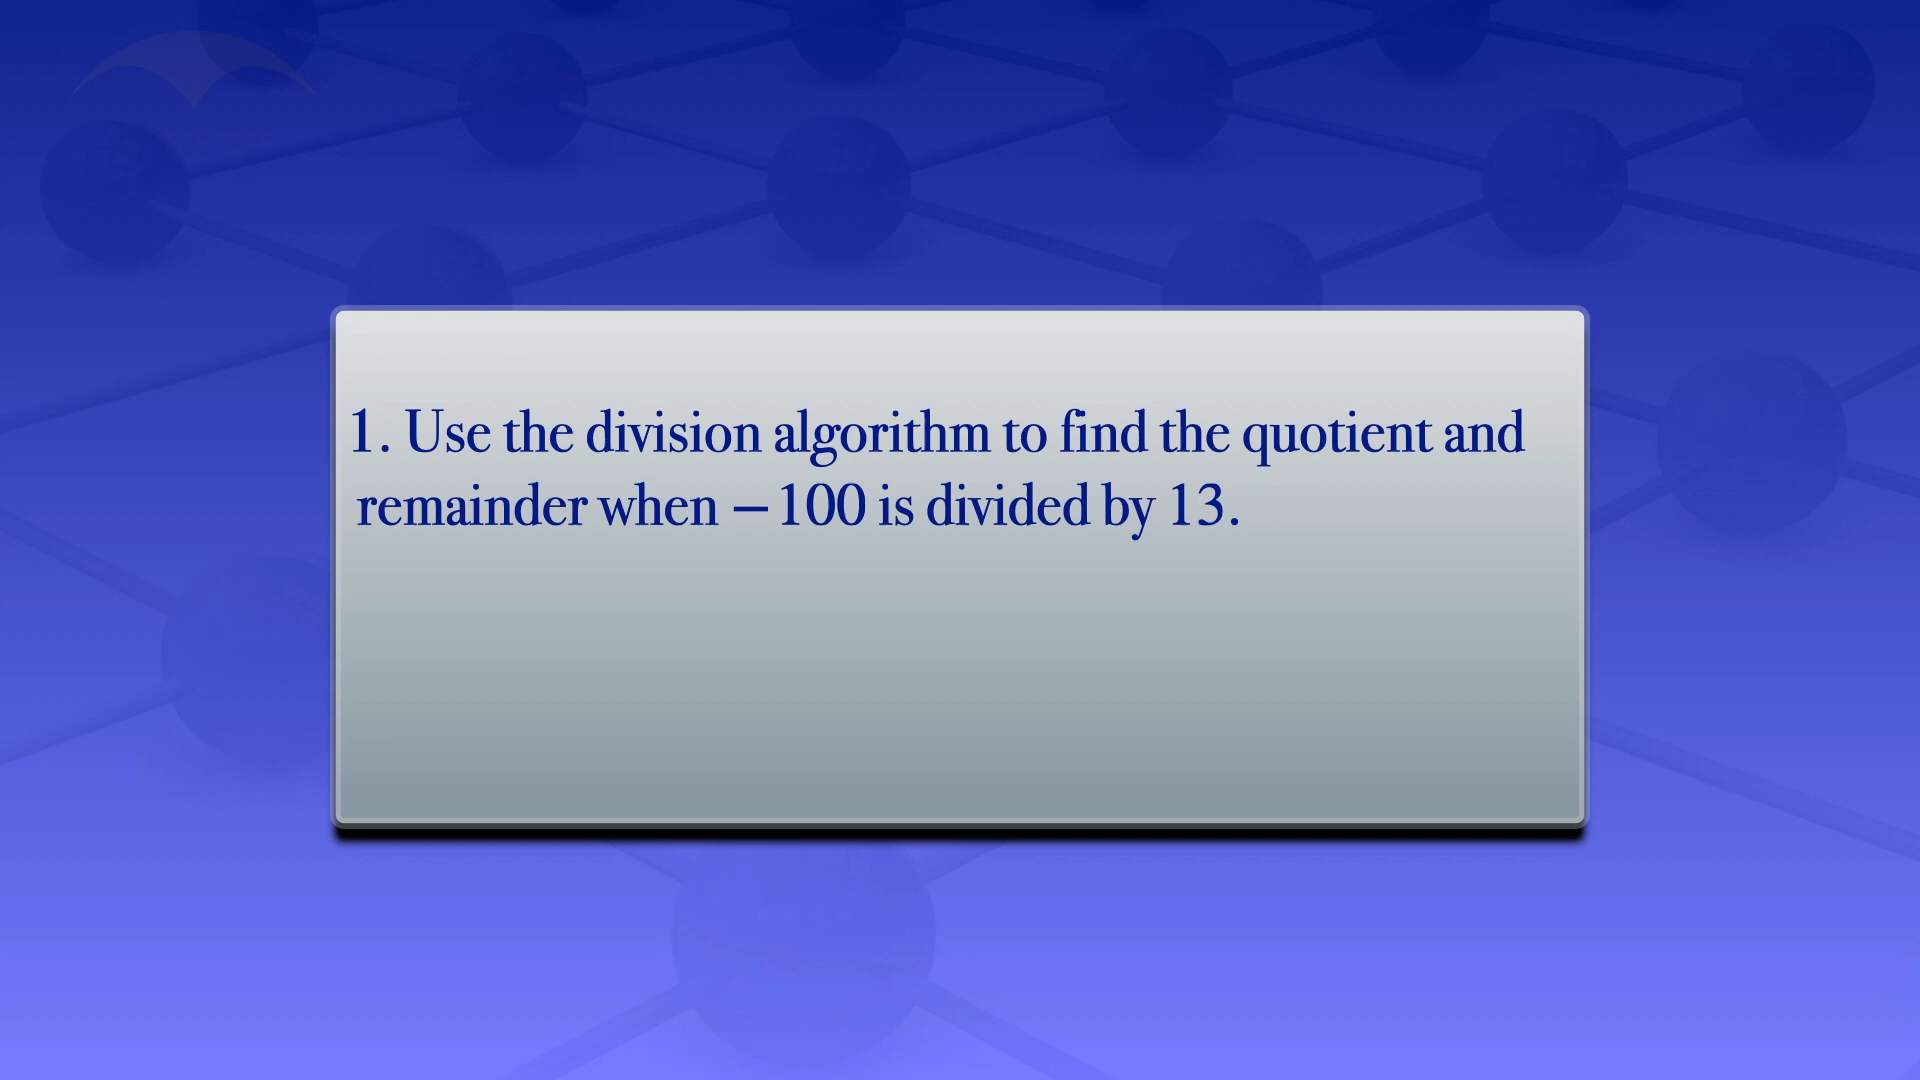 1. Use the division algorithm to find the quotient and
remainder when −100 is divided by 13.